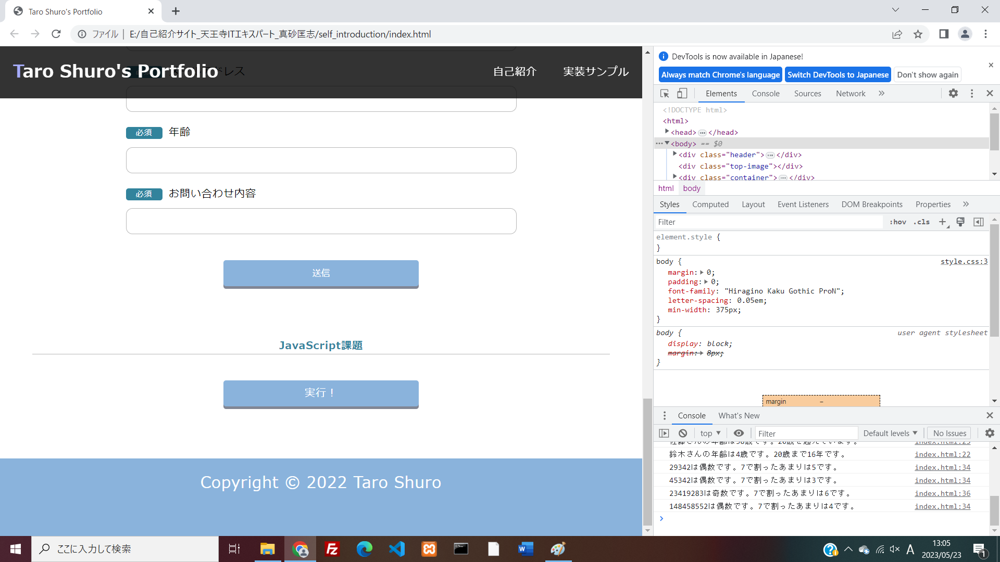 Taro Shuro's Portfolio
ファイル | E:/自己紹介サイト_天王寺ITエキスパート_真砂匡志/self_introduction/index.html
Taro Shuro's Portfolio
自己紹介
実装サンプル
必須 年齢
必須 お問い合わせ内容
送信
JavaScript課題
実行！
Copyright © 2022 Taro Shuro
DevTools is now available in Japanese!
Always match Chrome's language
Switch DevTools to Japanese
Don't show again
Elements
Console
Sources
Network
<!DOCTYPE html>
<html>
<head> … </head>
<body> == $0
<div class="header"> … </div>
<div class="top-image"></div>
<div class="container"> … </div>
html
body
Styles
Computed
Layout
Event Listeners
DOM Breakpoints
Properties
Filter
:hov
.cls
element.style {
}
body {
style.css:3
margin: 0;
padding: 0;
font-family: "Hiragino Kaku Gothic ProN";
letter-spacing: 0.05em;
min-width: 375px;
}
body {
user agent stylesheet
display: block;
margin: 8px;
}
margin
–
Console
What's New
top
Filter
Default levels
No Issues
鈴木さんの年齢は4歳です。20歳まで16年です。 index.html:22
29342は偶数です。7で割ったあまりは5です。 index.html:34
45342は偶数です。7で割ったあまりは3です。 index.html:34
23419283は奇数です。7で割ったあまりは6です。 index.html:36
148458552は偶数です。7で割ったあまりは4です。 index.html:34
ここに入力して検索
A
13:05
2023/05/23
1